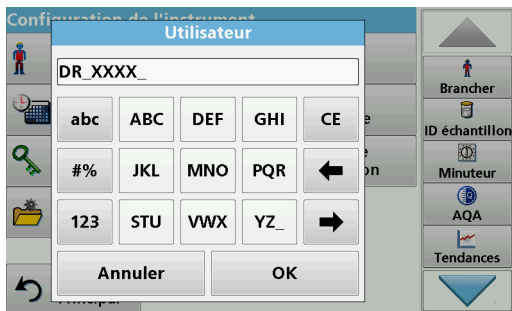 Configuration de l'instrument
Utilisateur
DR_XXXX_
abc ABC DEF GHI CE
#% JKL MNO PQR
123 STU VWX YZ_
Annuler OK
Principal
Brancher
ID échantillon
Minuteur
AQA
Tendances